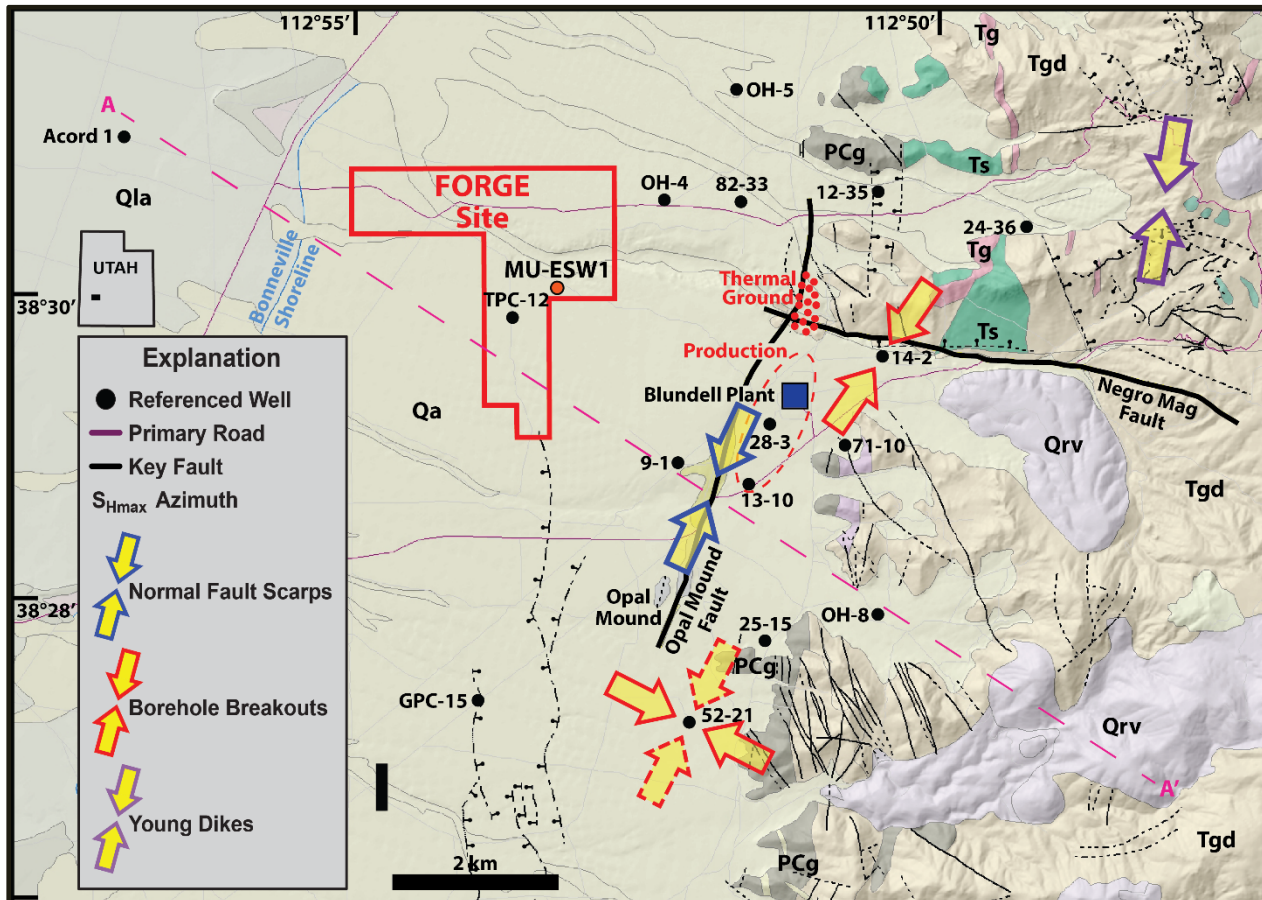 112°55′
112°50′
Tg
Tgd
OH-5
A
Acord 1
PCg
Ts
FORGE
Site
OH-4
82-33
12-35
Qla
24-36
Tg
UTAH
Bonneville
Shoreline
MU-ESW1
TPC-12
Thermal
Ground
38°30′
Ts
Production
14-2
Explanation
Referenced Well
Primary Road
Key Fault
SHmax Azimuth
Normal Fault Scarps
Borehole Breakouts
Young Dikes
Qa
Blundell Plant
Negro Mag
Fault
28-3
71-10
Qrv
9-1
13-10
Tgd
38°28′
Opal
Mound
Opal Mound
Fault
OH-8
25-15
PCg
GPC-15
52-21
Qrv
A'
Tgd
PCg
2 km